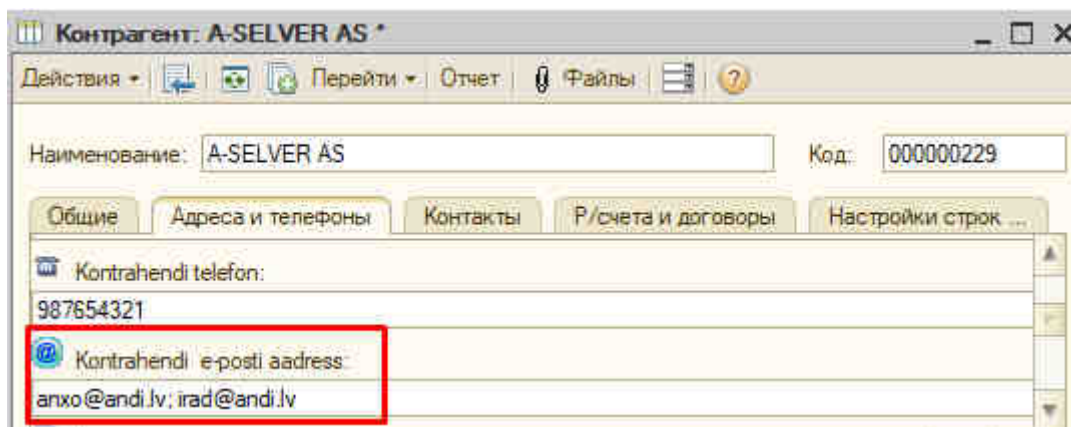 Контрагент: A-SELVER AS *
Действия Перейти Отчет Файлы
Наименование: A-SELVER AS Код: 000000229
Общие Адреса и телефоны Контакты Р/счета и договоры Настройки строк ...
Kontrahendi telefon:
987654321
Kontrahendi e-posti aadress:
anxo@andi.lv; irad@andi.lv